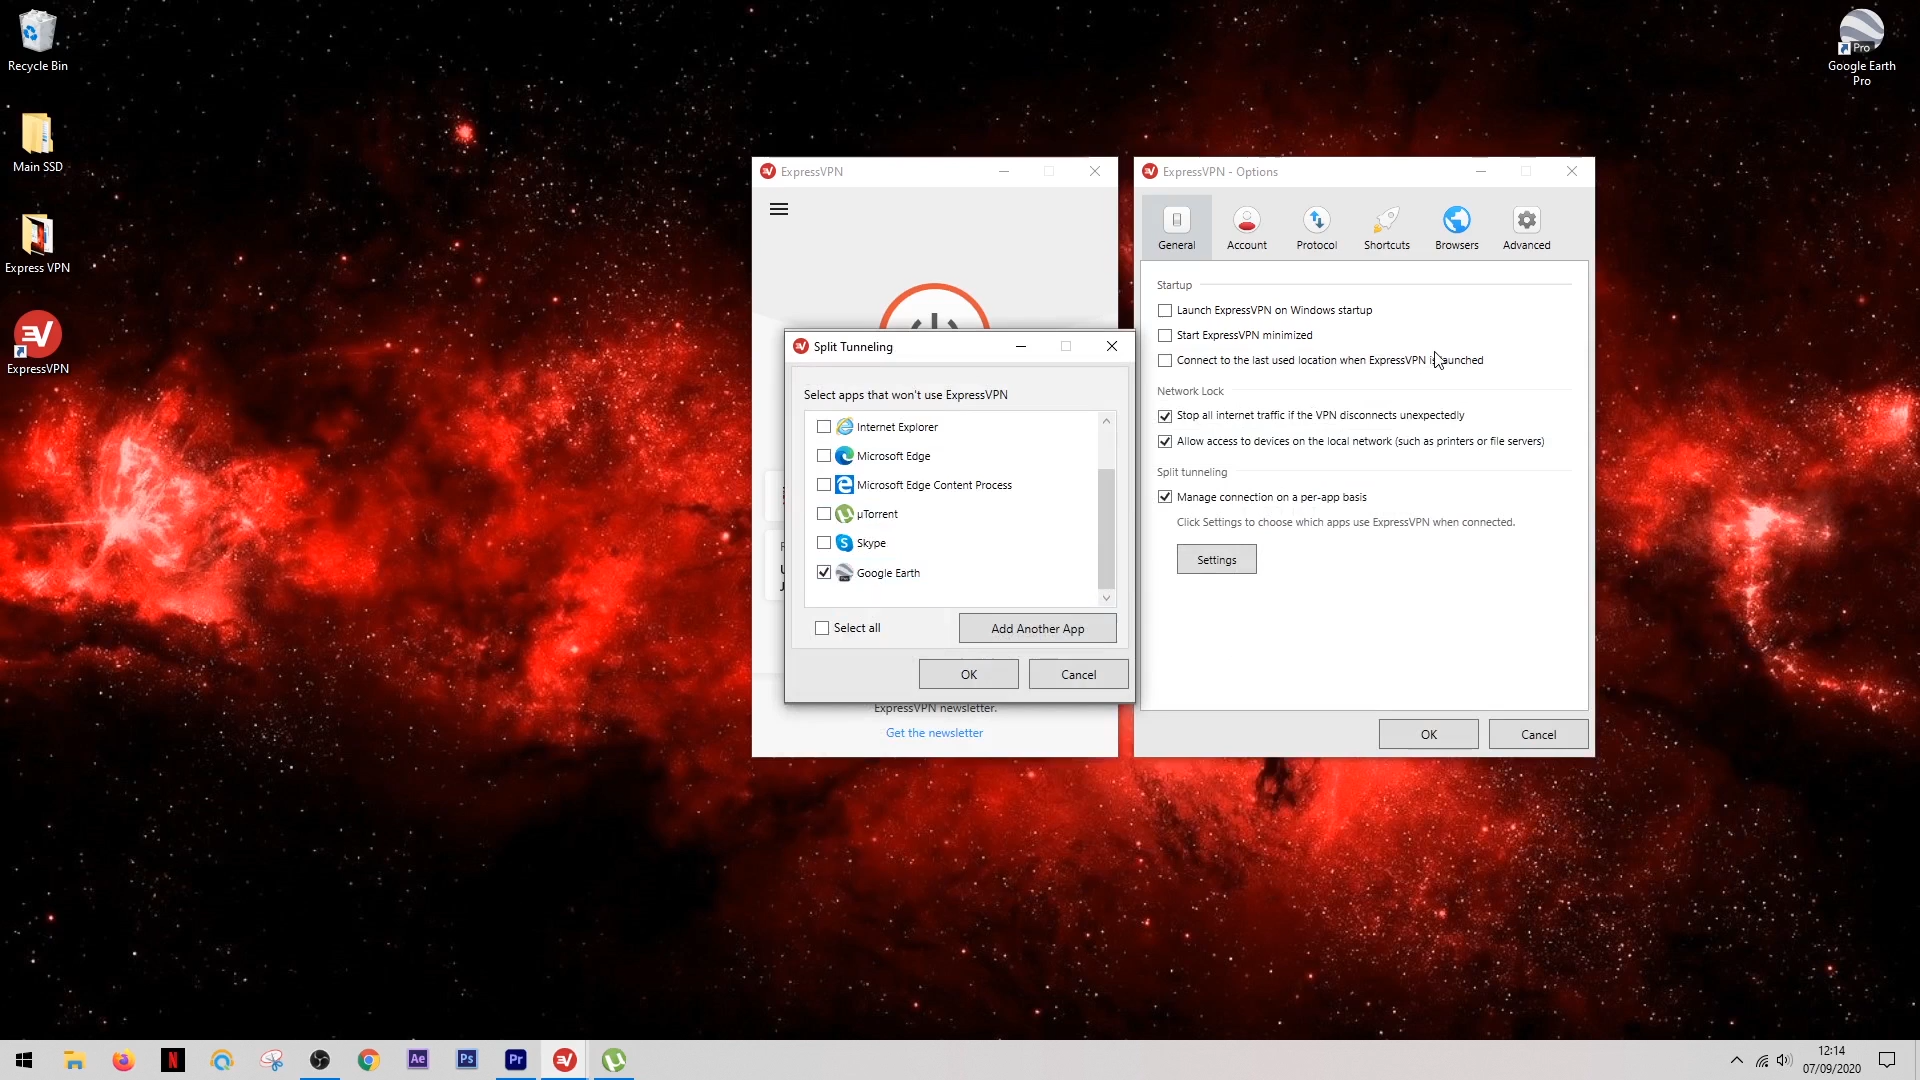 Recycle Bin
Main SSD
Express VPN
ExpressVPN
Pro
Google Earth
Pro
ExpressVPN
Split Tunneling
Select apps that won't use ExpressVPN
Internet Explorer
Microsoft Edge
Microsoft Edge Content Process
µTorrent
Skype
Google Earth
Select all
Add Another App
OK
Cancel
ExpressVPN newsletter.
Get the newsletter
ExpressVPN - Options
General
Account
Protocol
Shortcuts
Browsers
Advanced
Startup
Launch ExpressVPN on Windows startup
Start ExpressVPN minimized
Connect to the last used location when ExpressVPN is launched
Network Lock
Stop all internet traffic if the VPN disconnects unexpectedly
Allow access to devices on the local network (such as printers or file servers)
Split tunneling
Manage connection on a per-app basis
Click Settings to choose which apps use ExpressVPN when connected.
Settings
OK
Cancel
Ae
Ps
Pr
12:14
07/09/2020